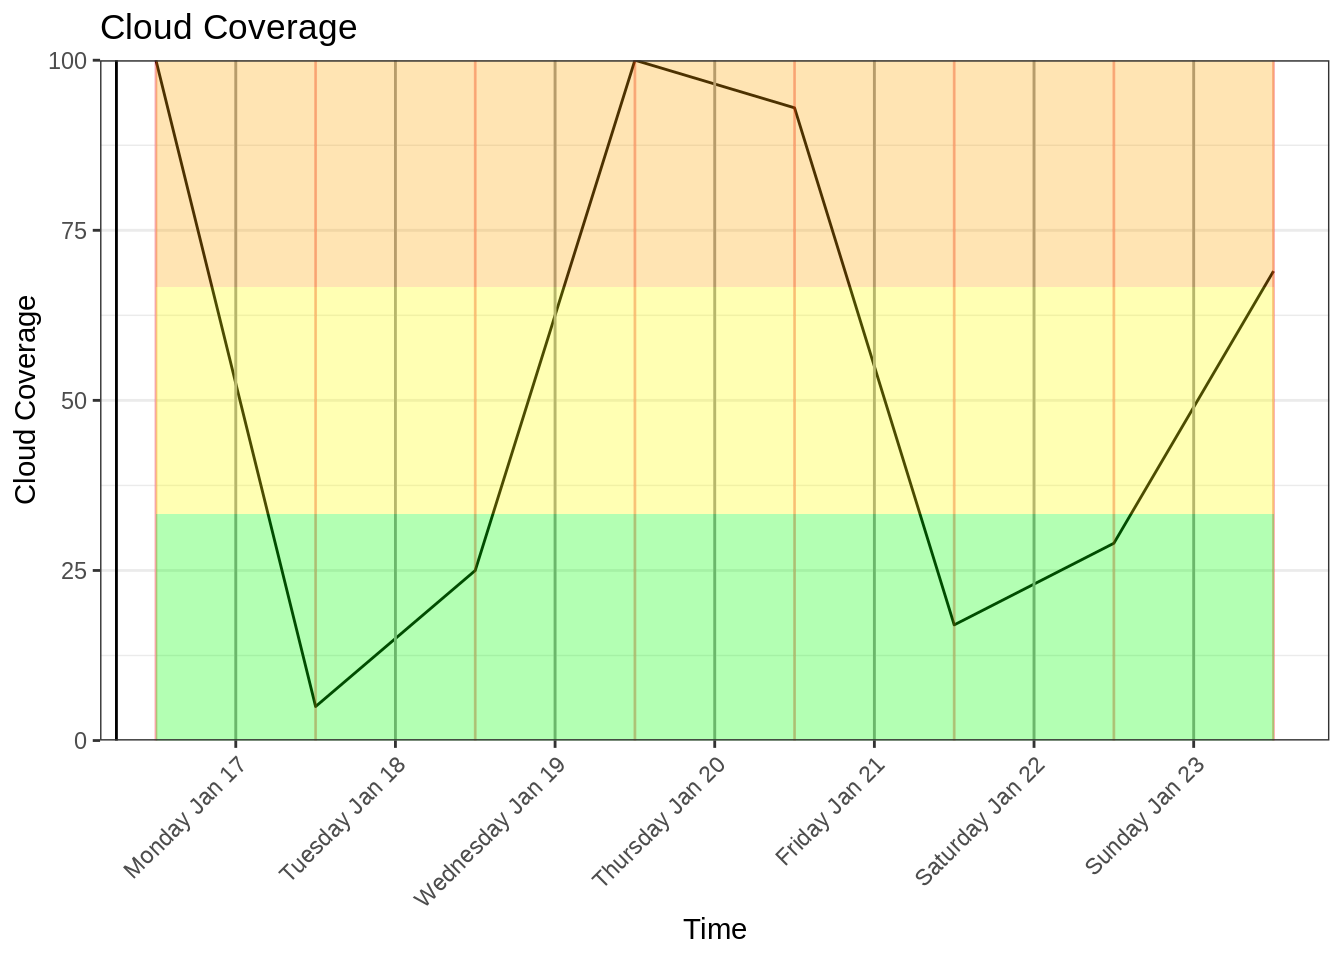 Cloud Coverage
Cloud Coverage
100
75
50
25
0
Monday Jan 17
Tuesday Jan 18
Wednesday Jan 19
Thursday Jan 20
Friday Jan 21
Saturday Jan 22
Sunday Jan 23
Time